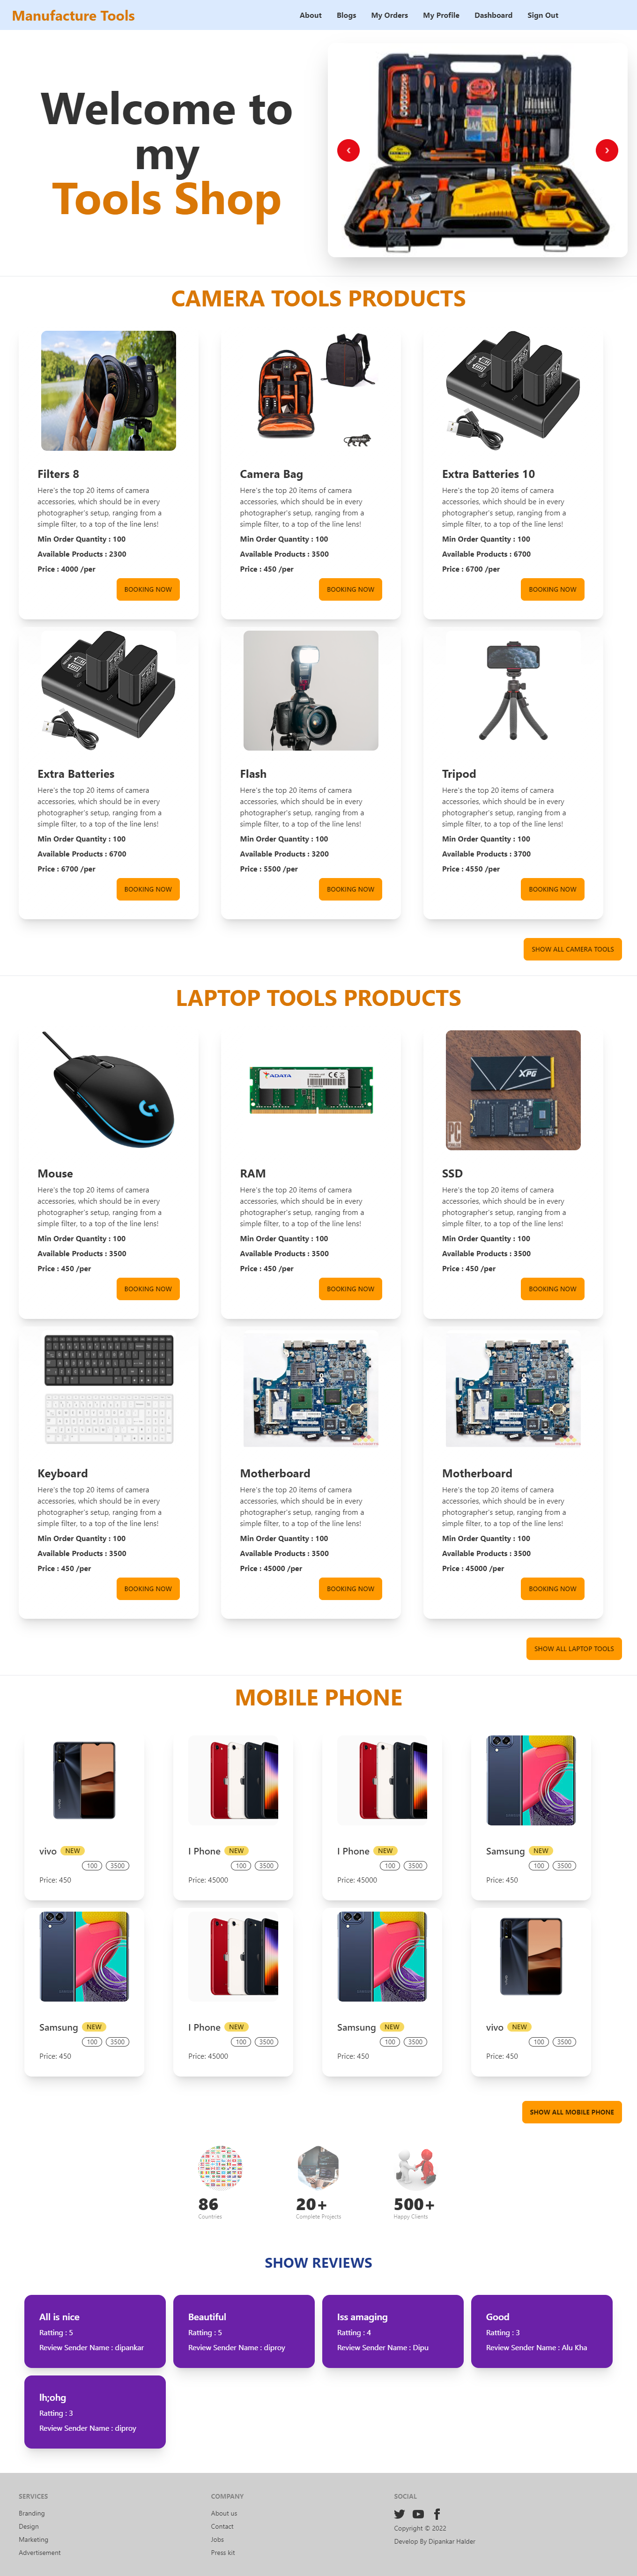 Manufacture Tools
About Blogs My Orders My Profile Dashboard Sign Out
Welcome to
my
Tools Shop
CAMERA TOOLS PRODUCTS
Filters 8
Here's the top 20 items of camera
accessories, which should be in every
photographer's setup, ranging from a
simple filter, to a top of the line lens!
Min Order Quantity : 100
Available Products : 2300
Price : 4000 /per
BOOKING NOW
Camera Bag
Here's the top 20 items of camera
accessories, which should be in every
photographer's setup, ranging from a
simple filter, to a top of the line lens!
Min Order Quantity : 100
Available Products : 3500
Price : 450 /per
BOOKING NOW
Extra Batteries 10
Here's the top 20 items of camera
accessories, which should be in every
photographer's setup, ranging from a
simple filter, to a top of the line lens!
Min Order Quantity : 100
Available Products : 6700
Price : 6700 /per
BOOKING NOW
Extra Batteries
Here's the top 20 items of camera
accessories, which should be in every
photographer's setup, ranging from a
simple filter, to a top of the line lens!
Min Order Quantity : 100
Available Products : 6700
Price : 6700 /per
BOOKING NOW
Flash
Here's the top 20 items of camera
accessories, which should be in every
photographer's setup, ranging from a
simple filter, to a top of the line lens!
Min Order Quantity : 100
Available Products : 3200
Price : 5500 /per
BOOKING NOW
Tripod
Here's the top 20 items of camera
accessories, which should be in every
photographer's setup, ranging from a
simple filter, to a top of the line lens!
Min Order Quantity : 100
Available Products : 3700
Price : 4550 /per
BOOKING NOW
SHOW ALL CAMERA TOOLS
LAPTOP TOOLS PRODUCTS
Mouse
Here's the top 20 items of camera
accessories, which should be in every
photographer's setup, ranging from a
simple filter, to a top of the line lens!
Min Order Quantity : 100
Available Products : 3500
Price : 450 /per
BOOKING NOW
ADATA
RAM
Here's the top 20 items of camera
accessories, which should be in every
photographer's setup, ranging from a
simple filter, to a top of the line lens!
Min Order Quantity : 100
Available Products : 3500
Price : 450 /per
BOOKING NOW
XPG
SSD
Here's the top 20 items of camera
accessories, which should be in every
photographer's setup, ranging from a
simple filter, to a top of the line lens!
Min Order Quantity : 100
Available Products : 3500
Price : 450 /per
BOOKING NOW
Keyboard
Here's the top 20 items of camera
accessories, which should be in every
photographer's setup, ranging from a
simple filter, to a top of the line lens!
Min Order Quantity : 100
Available Products : 3500
Price : 450 /per
BOOKING NOW
Motherboard
Here's the top 20 items of camera
accessories, which should be in every
photographer's setup, ranging from a
simple filter, to a top of the line lens!
Min Order Quantity : 100
Available Products : 3500
Price : 45000 /per
BOOKING NOW
Motherboard
Here's the top 20 items of camera
accessories, which should be in every
photographer's setup, ranging from a
simple filter, to a top of the line lens!
Min Order Quantity : 100
Available Products : 3500
Price : 45000 /per
BOOKING NOW
SHOW ALL LAPTOP TOOLS
MOBILE PHONE
vivo NEW
100 3500
Price: 450
I Phone NEW
100 3500
Price: 45000
I Phone NEW
100 3500
Price: 45000
Samsung NEW
100 3500
Price: 450
Samsung NEW
100 3500
Price: 450
I Phone NEW
100 3500
Price: 45000
Samsung NEW
100 3500
Price: 450
vivo NEW
100 3500
Price: 450
SHOW ALL MOBILE PHONE
86
Countries
20+
Complete Projects
500+
Happy Clients
SHOW REVIEWS
All is nice
Ratting : 5
Review Sender Name : dipankar
Beautiful
Ratting : 5
Review Sender Name : diproy
Iss amaging
Ratting : 4
Review Sender Name : Dipu
Good
Ratting : 3
Review Sender Name : Alu Kha
lh;ohg
Ratting : 3
Review Sender Name : diproy
SERVICES
Branding
Design
Marketing
Advertisement
COMPANY
About us
Contact
Jobs
Press kit
SOCIAL
Copyright © 2022
Develop By Dipankar Halder